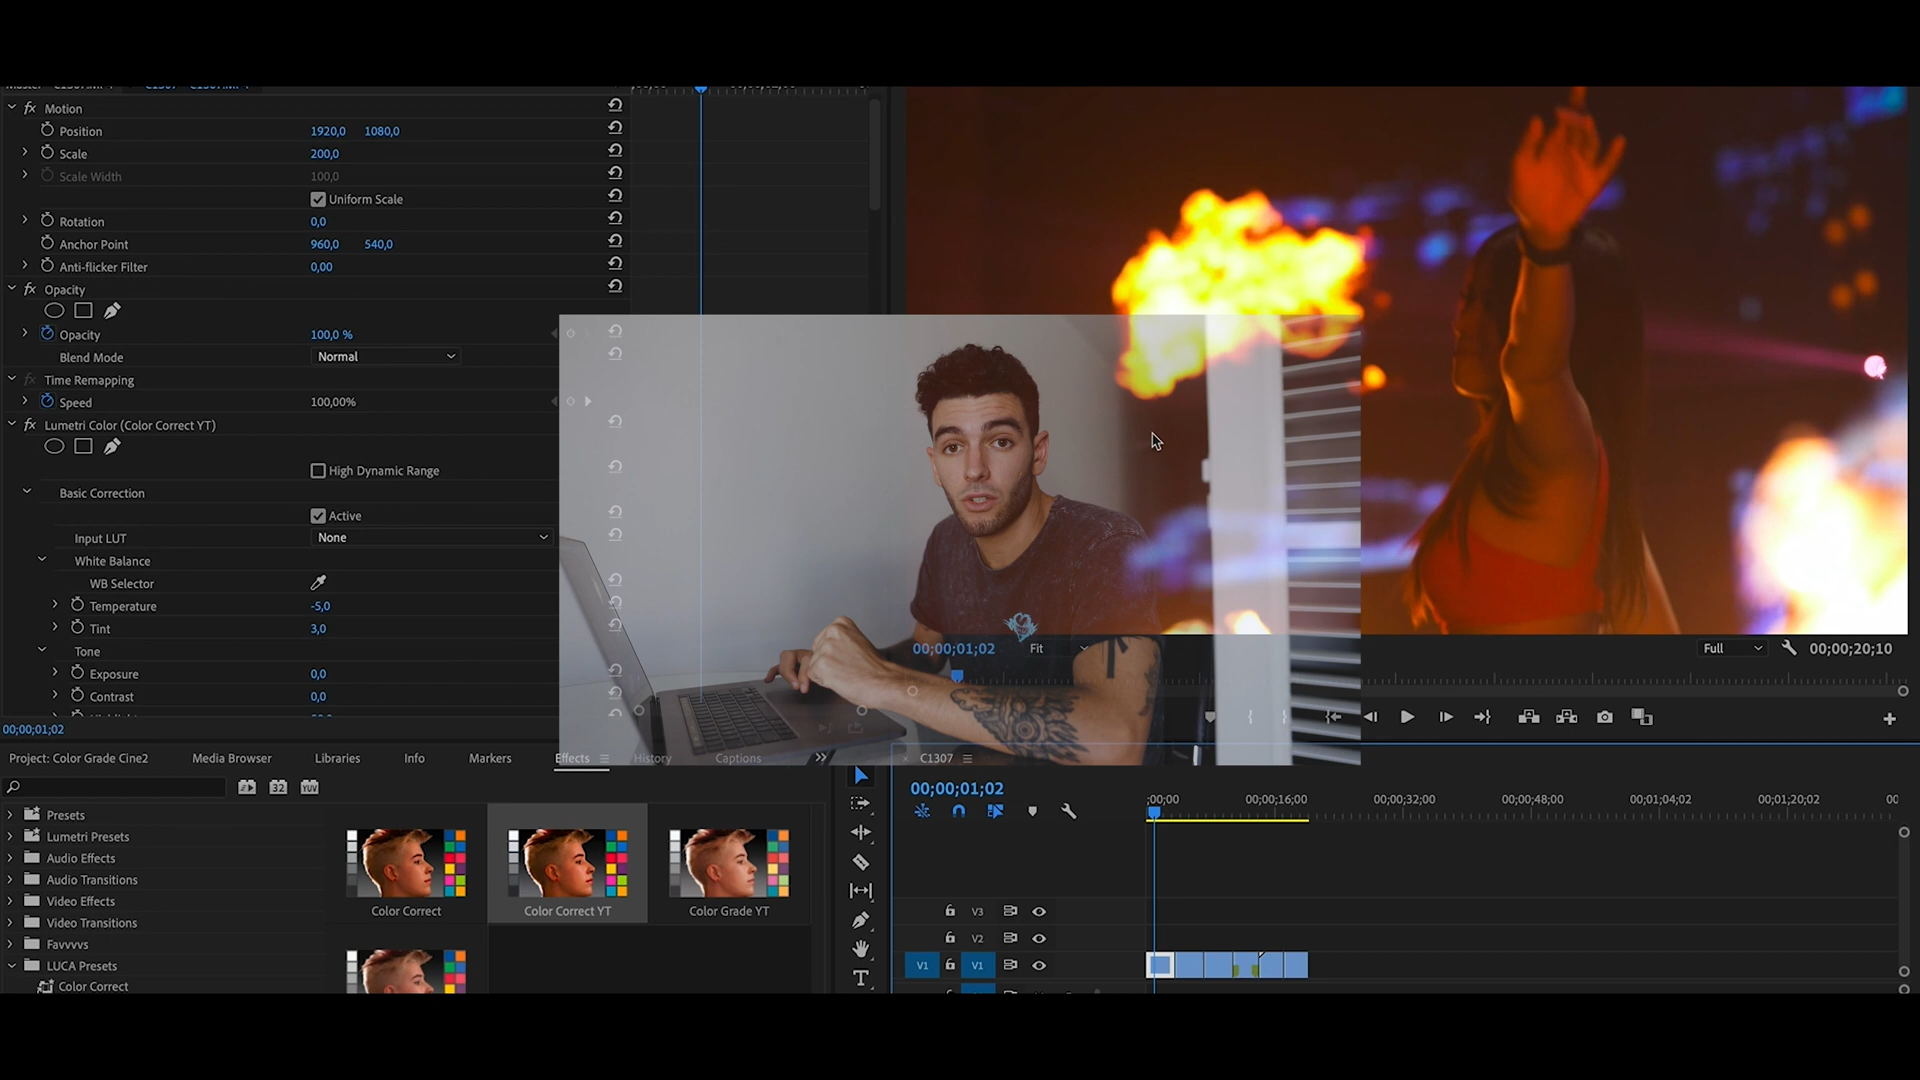 Motion
Position 1920,0 1080,0
Scale 200,0
Scale Width 100,0
Uniform Scale
Rotation 0,0
Anchor Point 960,0 540,0
Anti-flicker Filter 0,00
Opacity
Opacity 100,0 %
Blend Mode Normal
Time Remapping
Speed 100,00%
Lumetri Color (Color Correct YT)
High Dynamic Range
Basic Correction
Active
Input LUT None
White Balance
WB Selector
Temperature -5,0
Tint 3,0
Tone
Exposure 0,0
Contrast 0,0
00;00;01;02
00;00;01;02 Fit
Full 00;00;20;10
Project: Color Grade Cine2 Media Browser Libraries Info Markers Effects History Captions
32 YUV
Presets
Lumetri Presets
Audio Effects
Audio Transitions
Video Effects
Video Transitions
Favvvvs
LUCA Presets
Color Correct
Color Correct Color Correct YT Color Grade YT
C1307
00;00;01;02
;00;00 00;00;16;00 00;00;32;00 00;00;48;00 00;01;04;02 00;01;20;02 00
V3
V2
V1 V1